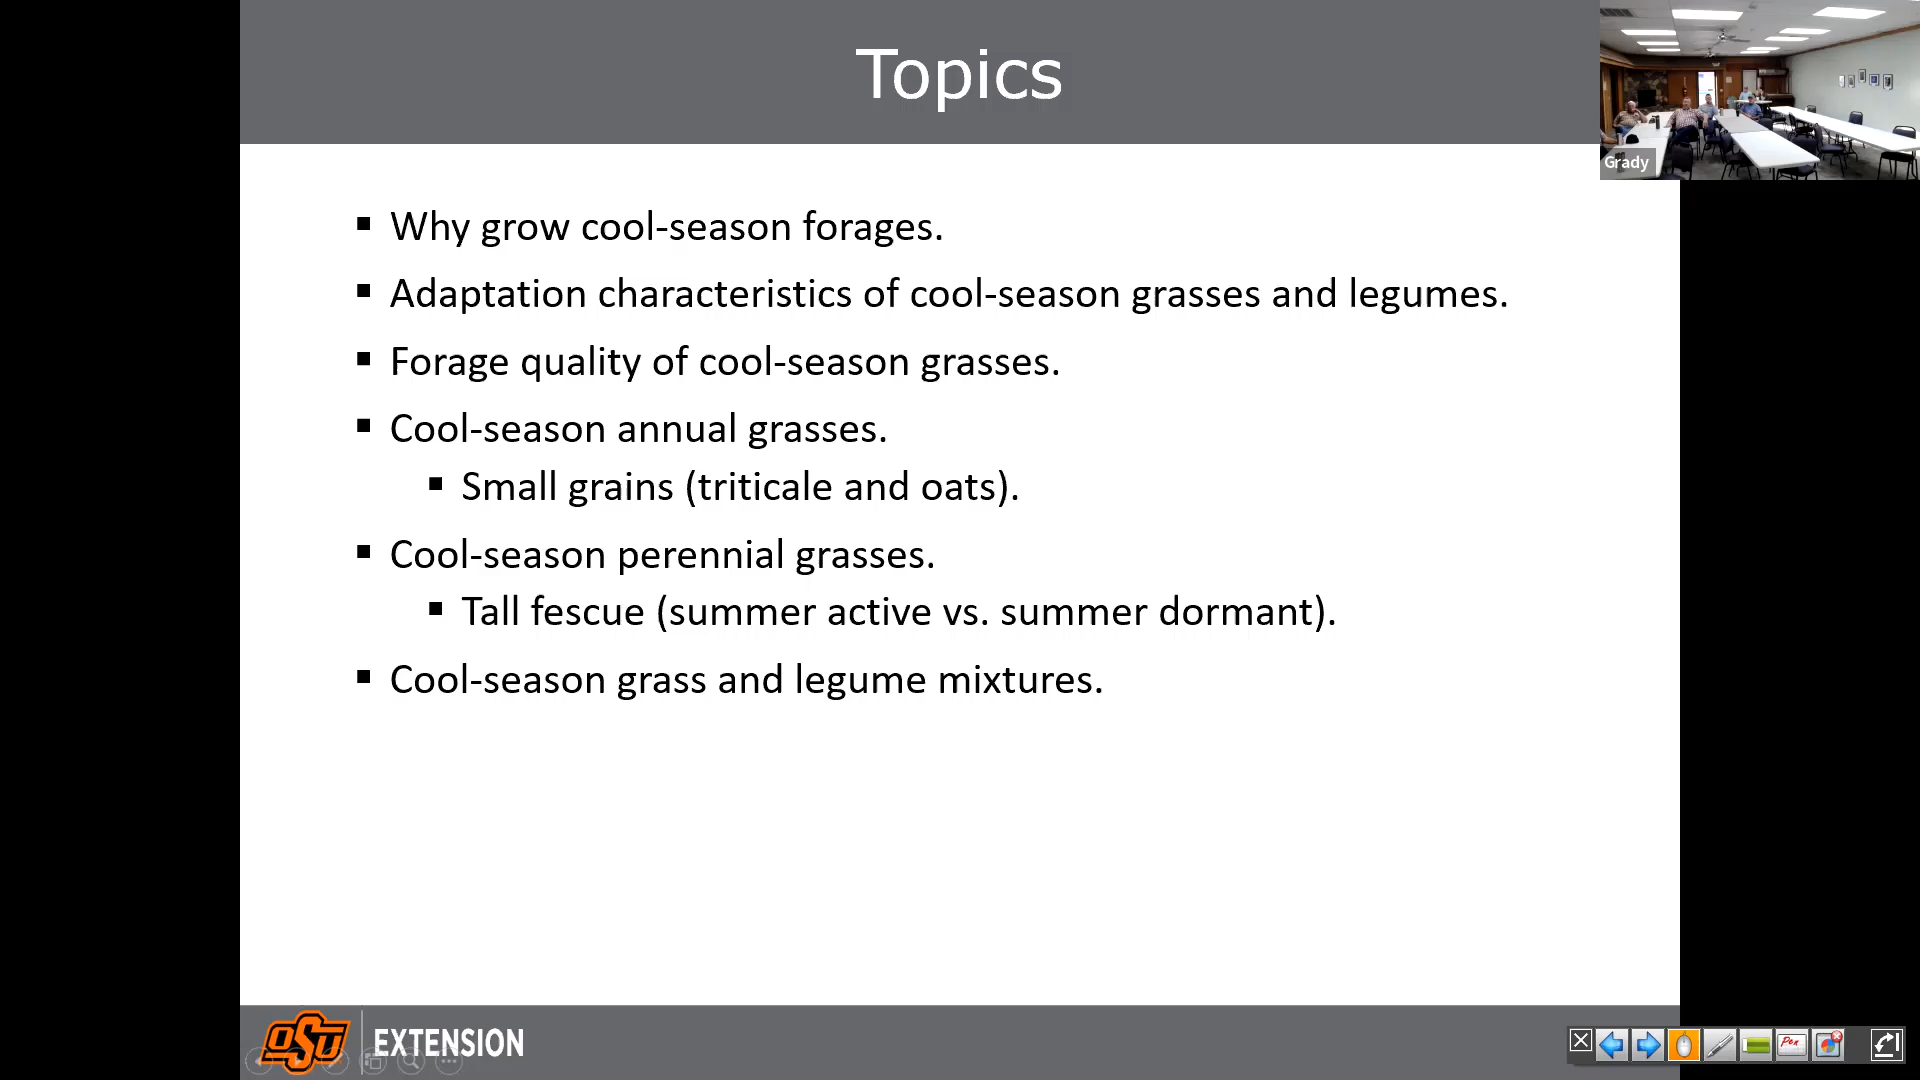 Topics
Grady
▪ Why grow cool-season forages.
▪ Adaptation characteristics of cool-season grasses and legumes.
▪ Forage quality of cool-season grasses.
▪ Cool-season annual grasses.
▪ Small grains (triticale and oats).
▪ Cool-season perennial grasses.
▪ Tall fescue (summer active vs. summer dormant).
▪ Cool-season grass and legume mixtures.
OSU EXTENSION
Pen